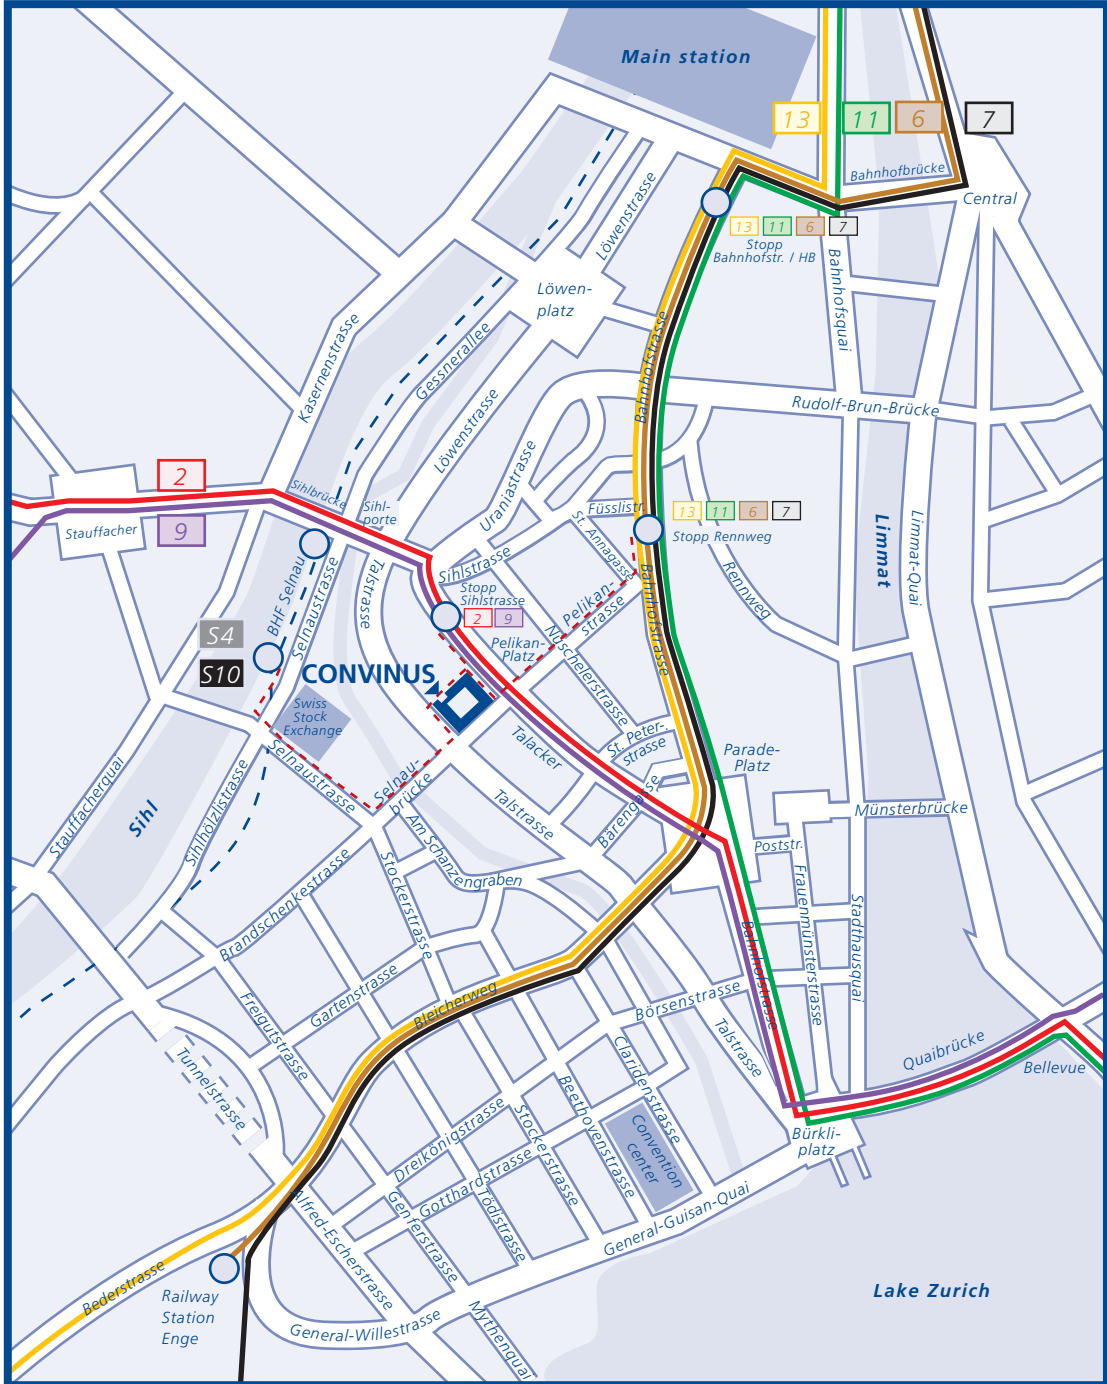 Main station
13
11
6
7
Bahnhofbrücke
Central
13
11
6
7
Stopp
Bahnhofstr. / HB
Löwenstrasse
Löwen-
platz
Bahnhofsquai
Kasernenstrasse
Gessnerallee
Bahnhofstrasse
Löwenstrasse
Rudolf-Brun-Brücke
Uraniastrasse
2
Sihlbrücke
Sihl-
porte
Füsslistr.
13
11
6
7
Stopp Rennweg
Stauffacher
9
St. Annagasse
Limmat
Limmat-Quai
Sihlstrasse
BHF Selnau
Selnaustrasse
Talstrasse
Stopp
Sihlstrasse
2
9
Pelikan-
strasse
Bahnhofstrasse
Rennweg
S4
S10
Pelikan-
Platz
Nüschelerstrasse
CONVINUS
Swiss
Stock
Exchange
Talacker
St. Peter-
strasse
Parade-
Platz
Selnaustrasse
Selnau-
brücke
Stauffacherquai
Sihl
Sihlhölzlistrasse
Talstrasse
Bärengasse
Münsterbrücke
Am Schanzengraben
Poststr.
Brandschenkestrasse
Stockerstrasse
Frauenmünsterstrasse
Stadthausquai
Bahnhofstrasse
Gartenstrasse
Bleicherweg
Börsenstrasse
Freigutstrasse
Talstrasse
Quaibrücke
Bellevue
Tunnelstrasse
Claridenstrasse
Beethovenstrasse
Dreikönigstrasse
Stockerstrasse
Convention
center
Bürkli-
platz
Gotthardstrasse
Alfred-Escherstrasse
Genferstrasse
Tödistrasse
General-Guisan-Quai
Bederstrasse
Railway
Station
Enge
Lake Zurich
General-Willestrasse
Mythenquai